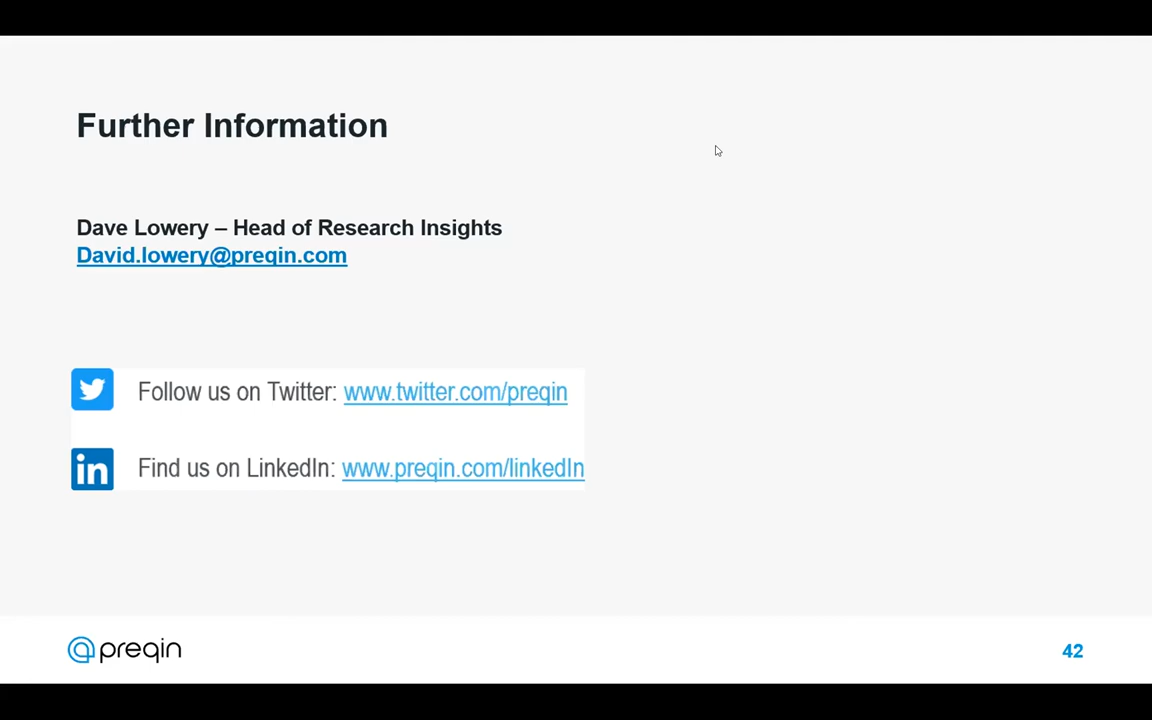 Further Information
Dave Lowery – Head of Research Insights
David.lowery@preqin.com
Follow us on Twitter: www.twitter.com/preqin
in Find us on LinkedIn: www.preqin.com/linkedIn
preqin
42